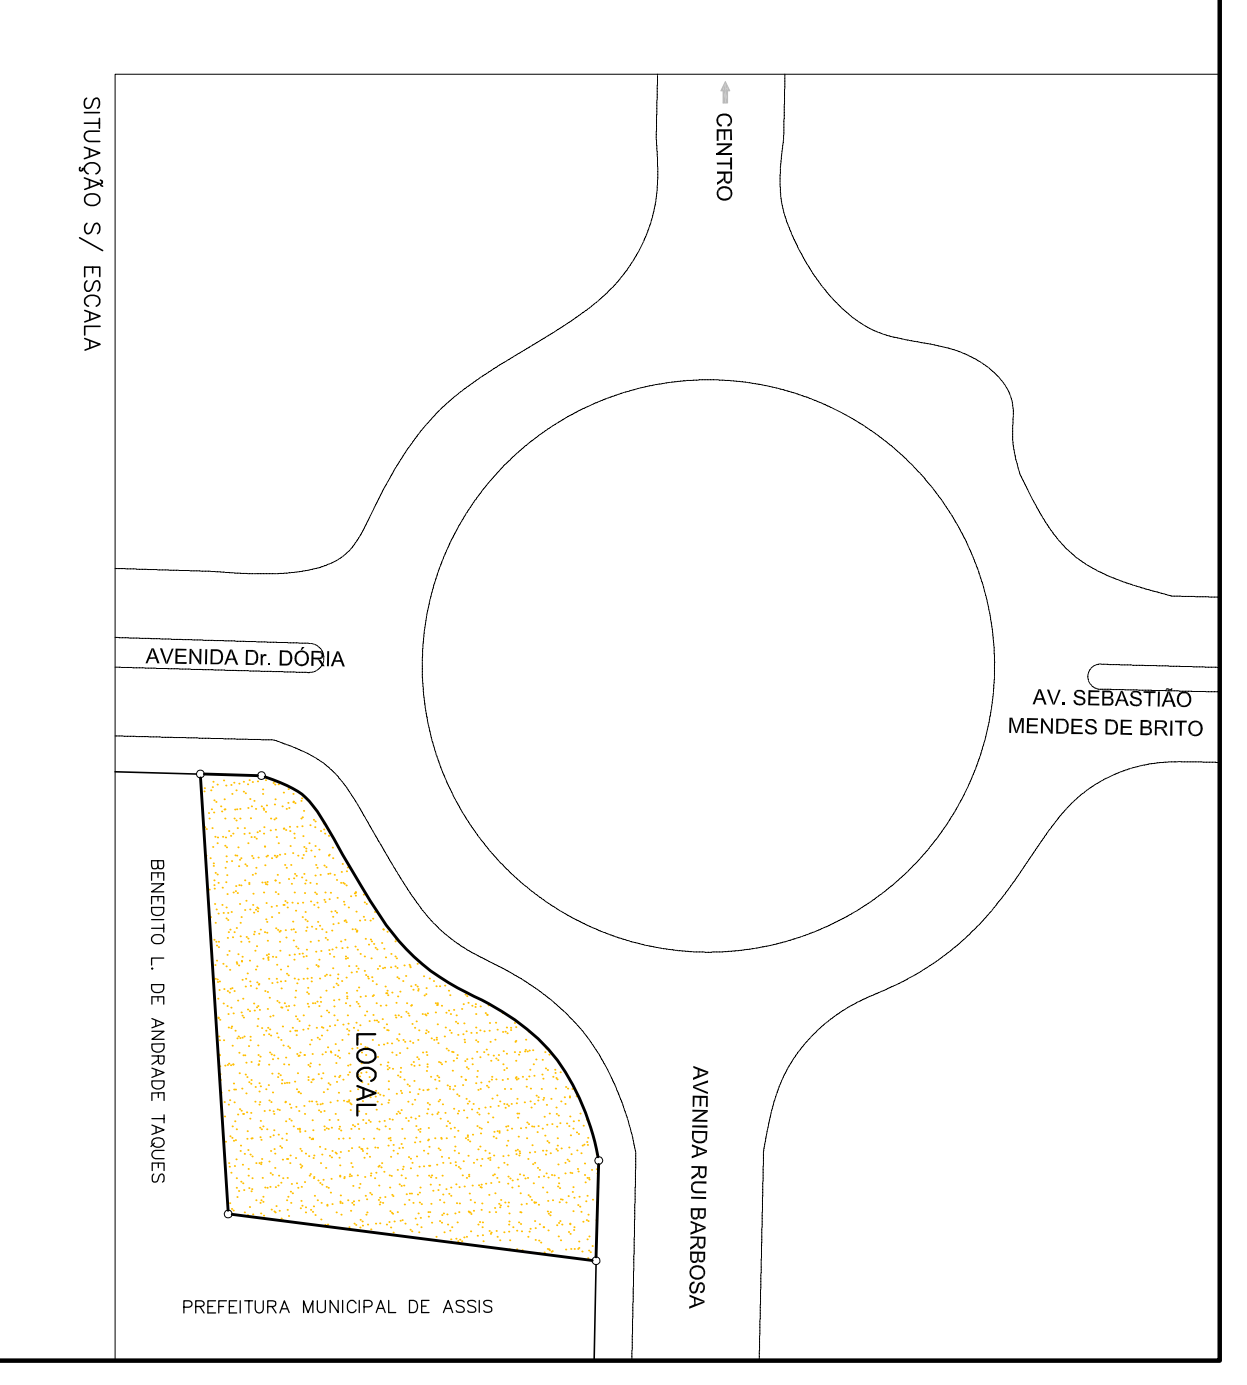 SITUAÇÃO S/ ESCALA
CENTRO
AVENIDA Dr. DÓRIA
AV. SEBASTIÃO
MENDES DE BRITO
BENEDITO L. DE ANDRADE TAQUES
LOCAL
AVENIDA RUI BARBOSA
PREFEITURA MUNICIPAL DE ASSIS